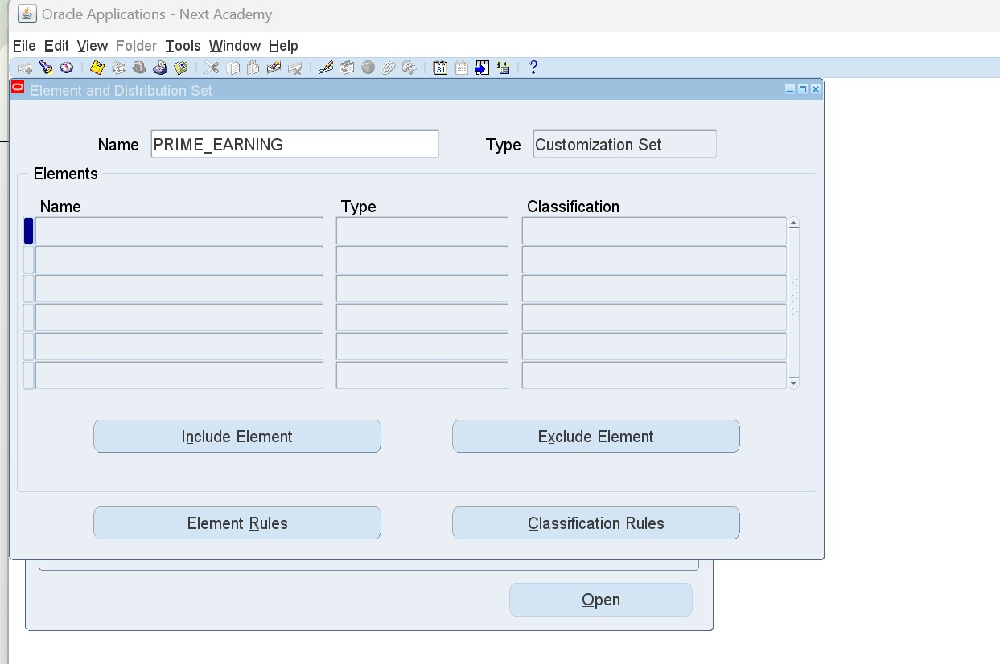 Oracle Applications - Next Academy
File Edit View Folder Tools Window Help
31 ?
Element and Distribution Set
Name PRIME_EARNING Type Customization Set
Elements
Name Type Classification
Include Element Exclude Element
Element Rules Classification Rules
Open